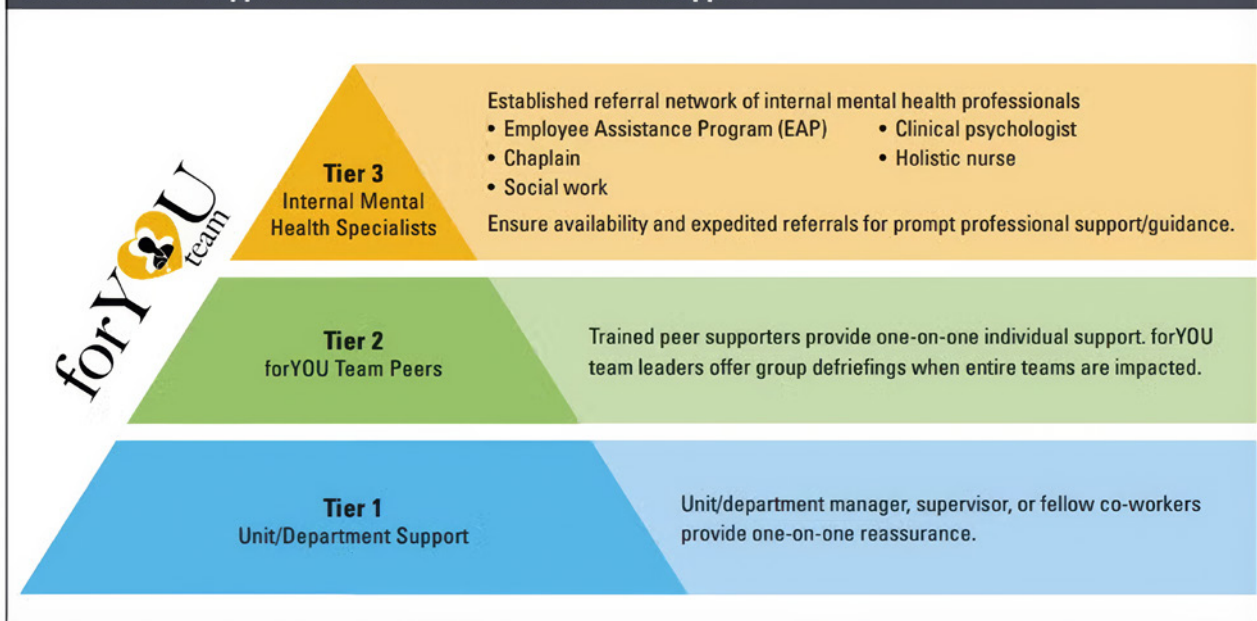 Established referral network of internal mental health professionals
• Employee Assistance Program (EAP)
• Clinical psychologist
• Chaplain
• Holistic nurse
• Social work
Ensure availability and expedited referrals for prompt professional support/guidance.
Tier 3
Internal Mental
Health Specialists
forYOU
team
Tier 2
forYOU Team Peers
Trained peer supporters provide one-on-one individual support. forYOU
team leaders offer group defriefings when entire teams are impacted.
Tier 1
Unit/Department Support
Unit/department manager, supervisor, or fellow co-workers
provide one-on-one reassurance.